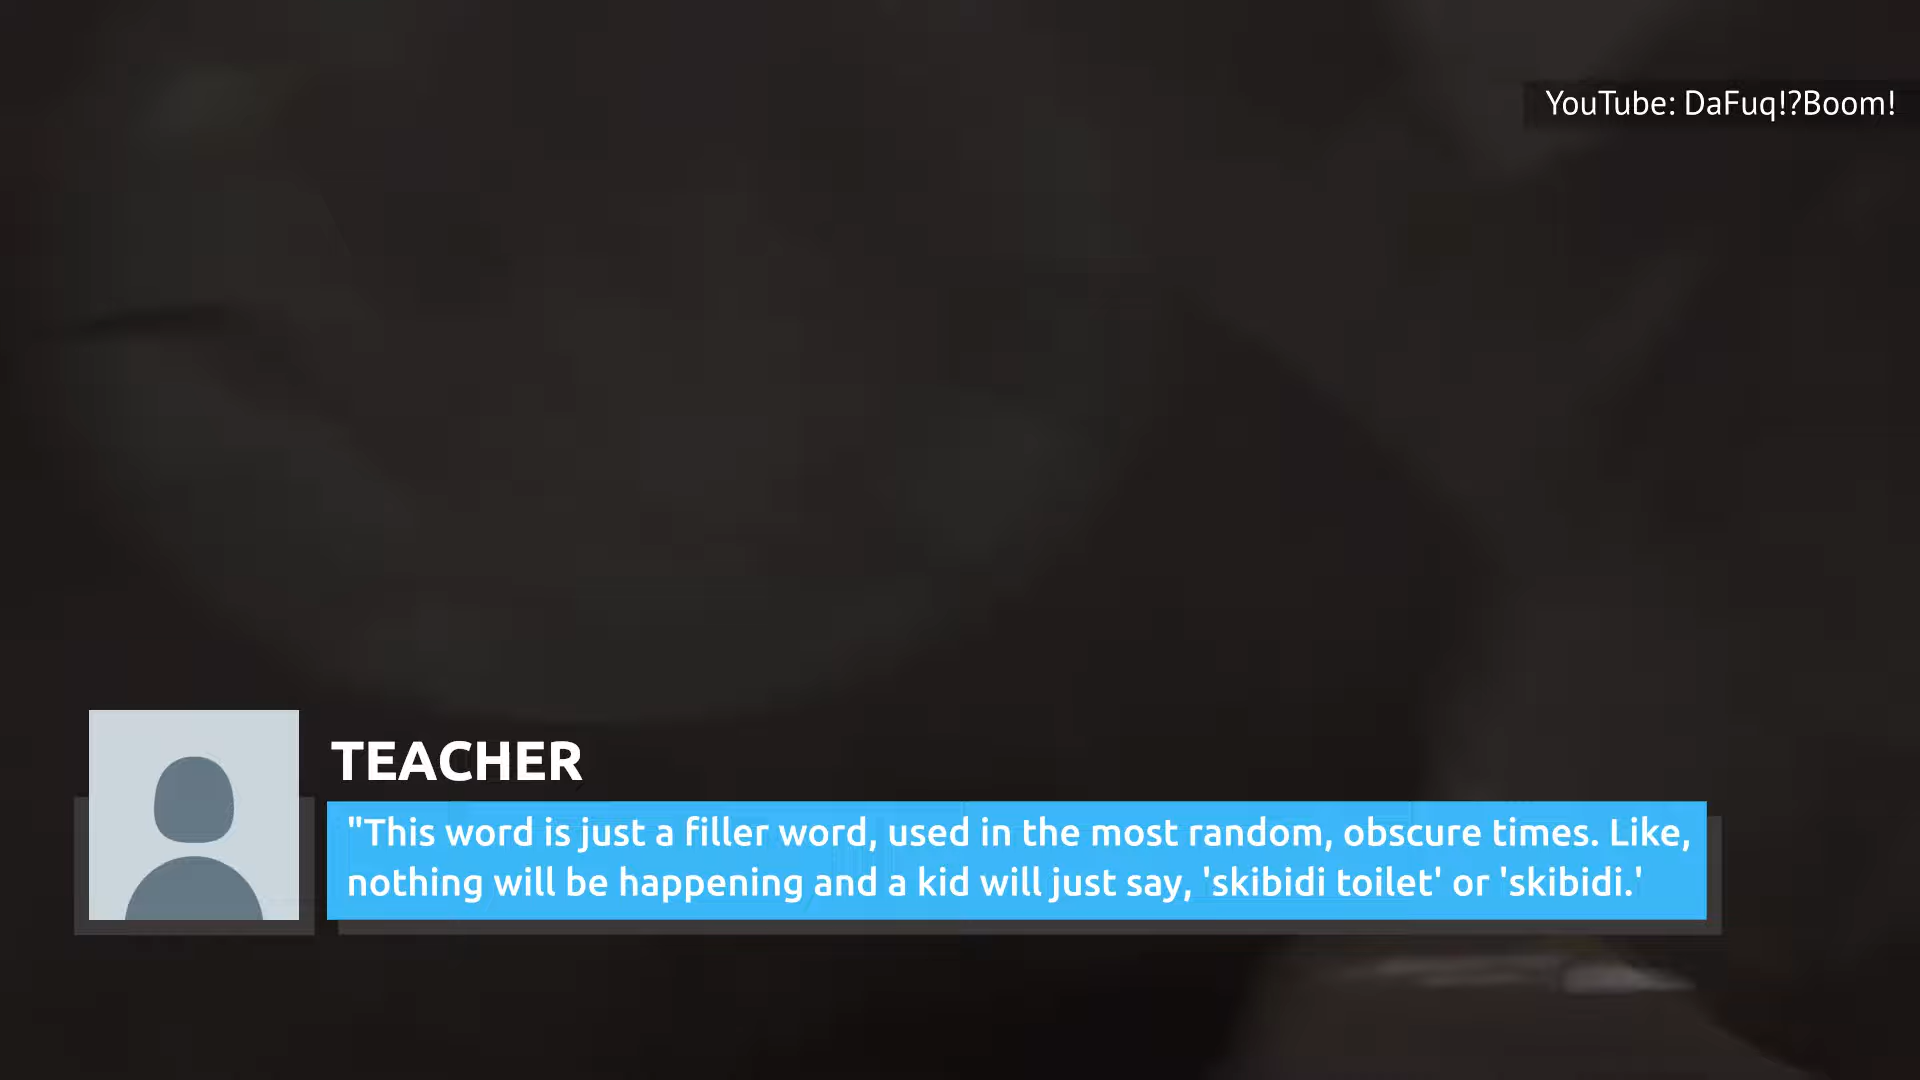 YouTube: DaFuq!?Boom!
TEACHER
"This word is just a filler word, used in the most random, obscure times. Like,
nothing will be happening and a kid will just say, 'skibidi toilet' or 'skibidi.'